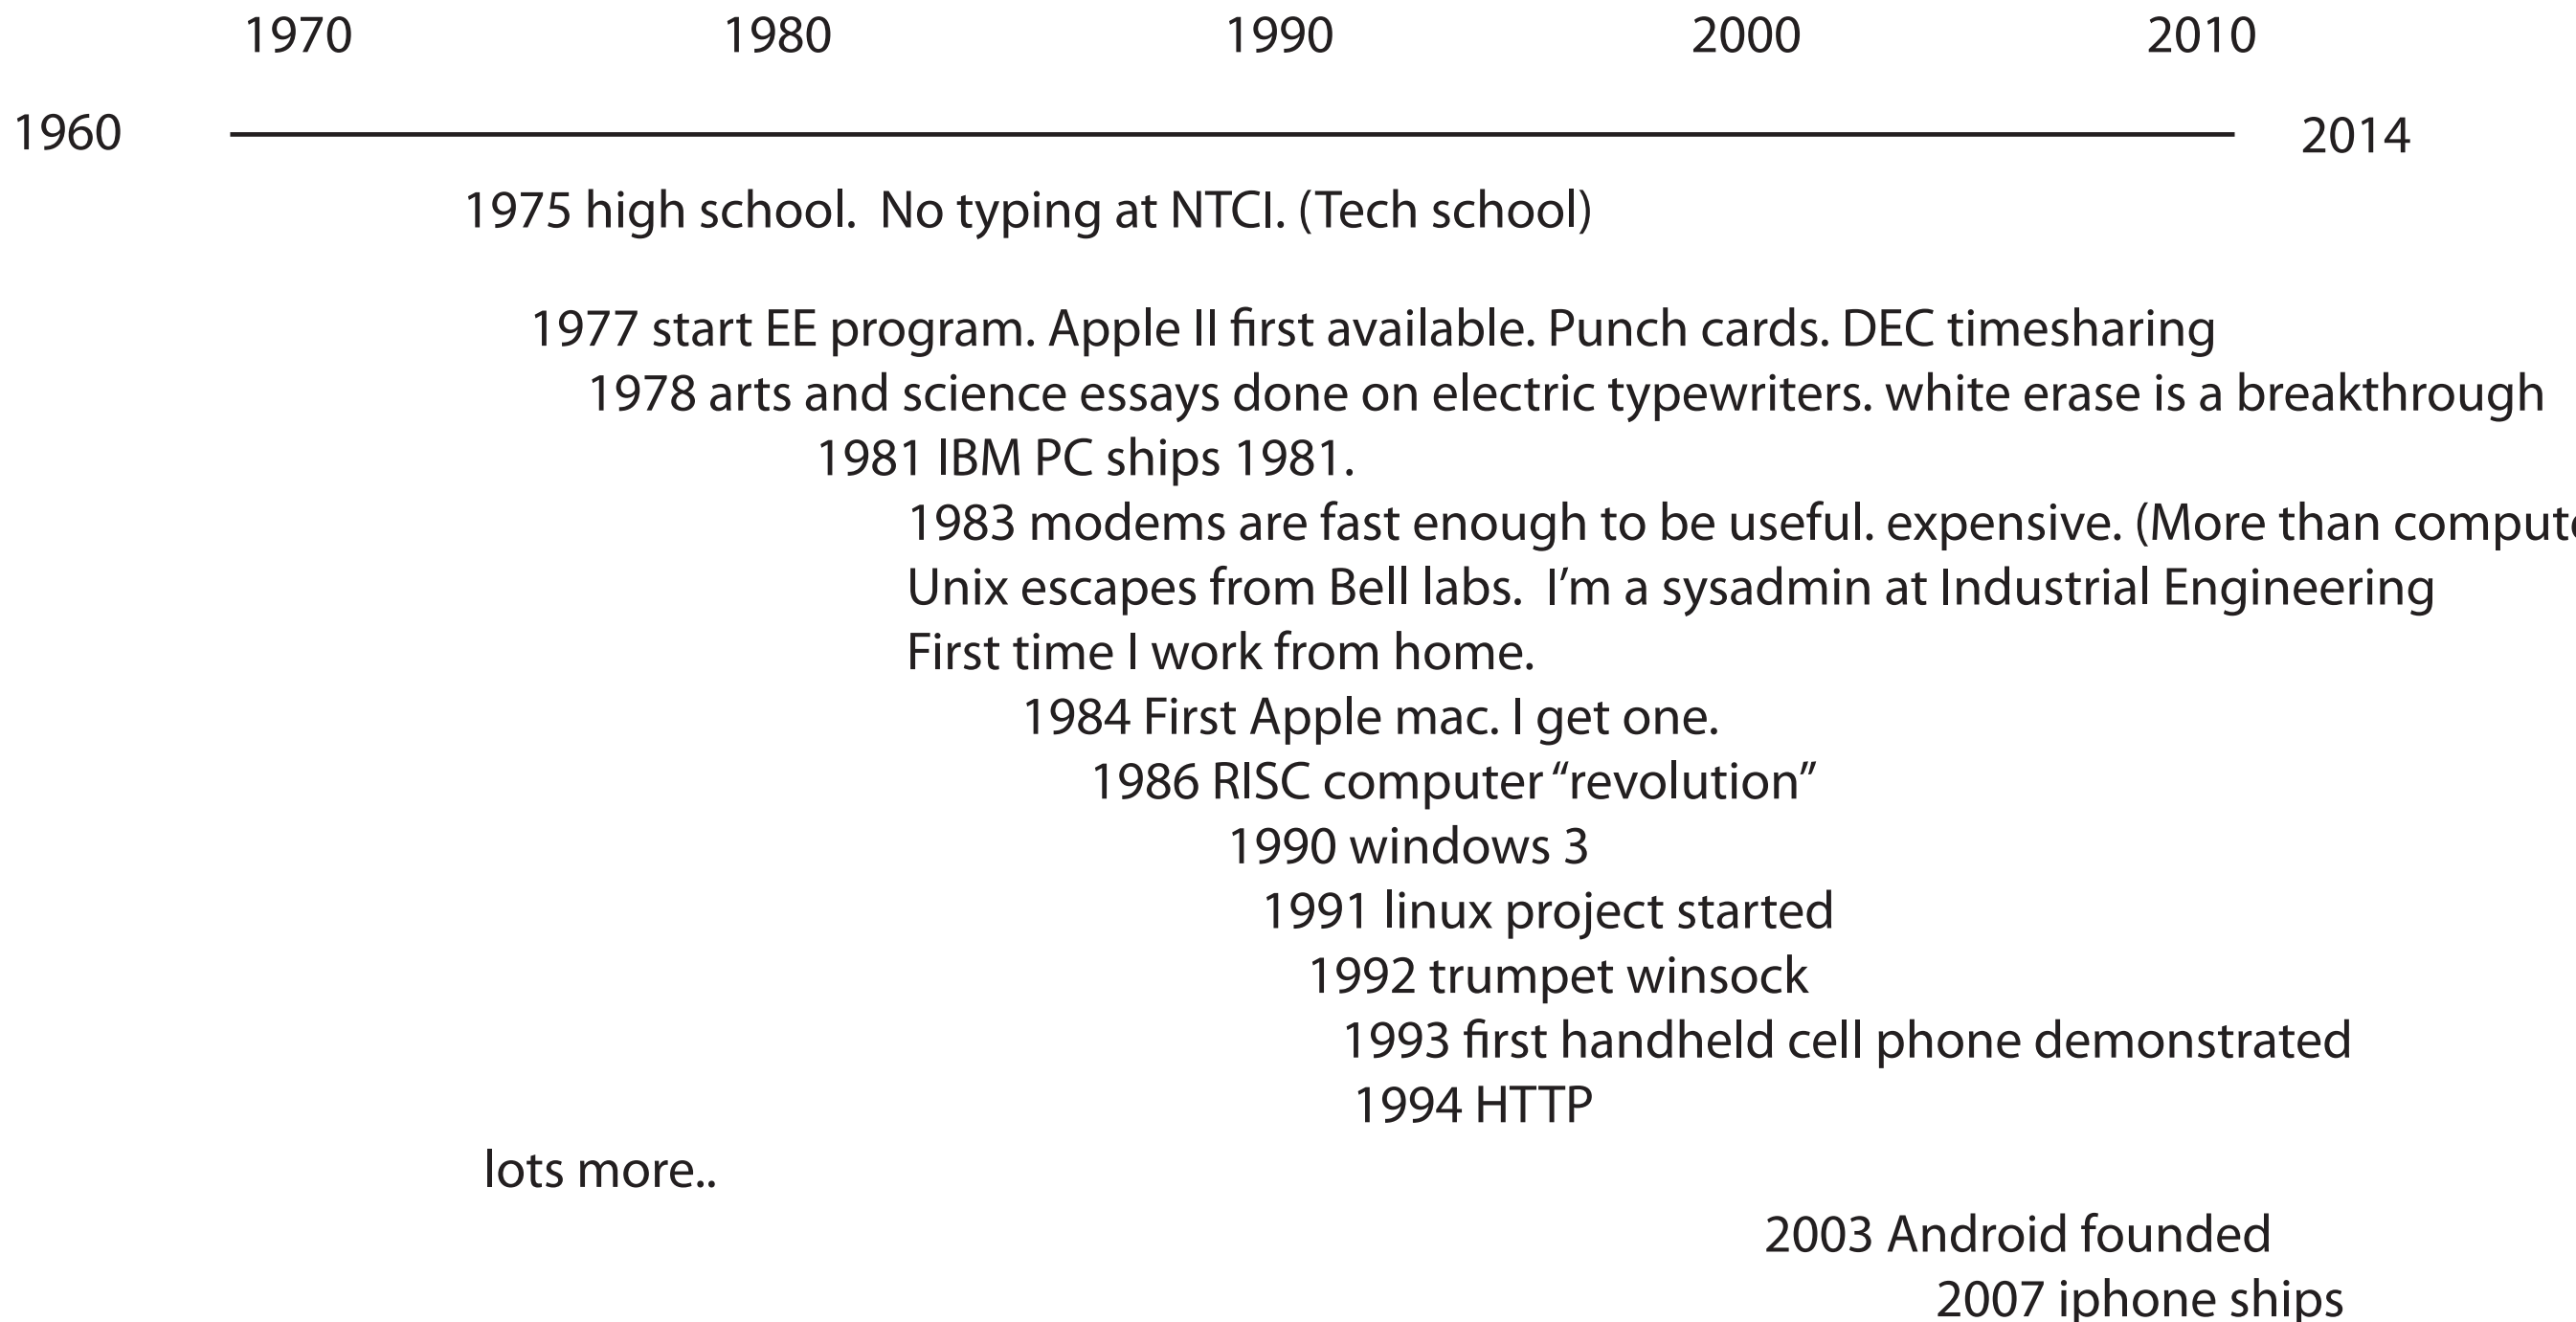 1970 1980 1990 2000 2010
1960 2014
1975 high school. No typing at NTCI. (Tech school)
1977 start EE program. Apple II first available. Punch cards. DEC timesharing
1978 arts and science essays done on electric typewriters. white erase is a breakthrough
1981 IBM PC ships 1981.
1983 modems are fast enough to be useful. expensive. (More than
Unix escapes from Bell labs. I’m a sysadmin at Industrial Engineering
First time I work from home.
1984 First Apple mac. I get one.
1986 RISC computer “revolution”
1990 windows 3
1991 linux project started
1992 trumpet winsock
1993 first handheld cell phone demonstrated
1994 HTTP
lots more..
2003 Android founded
2007 iphone ships